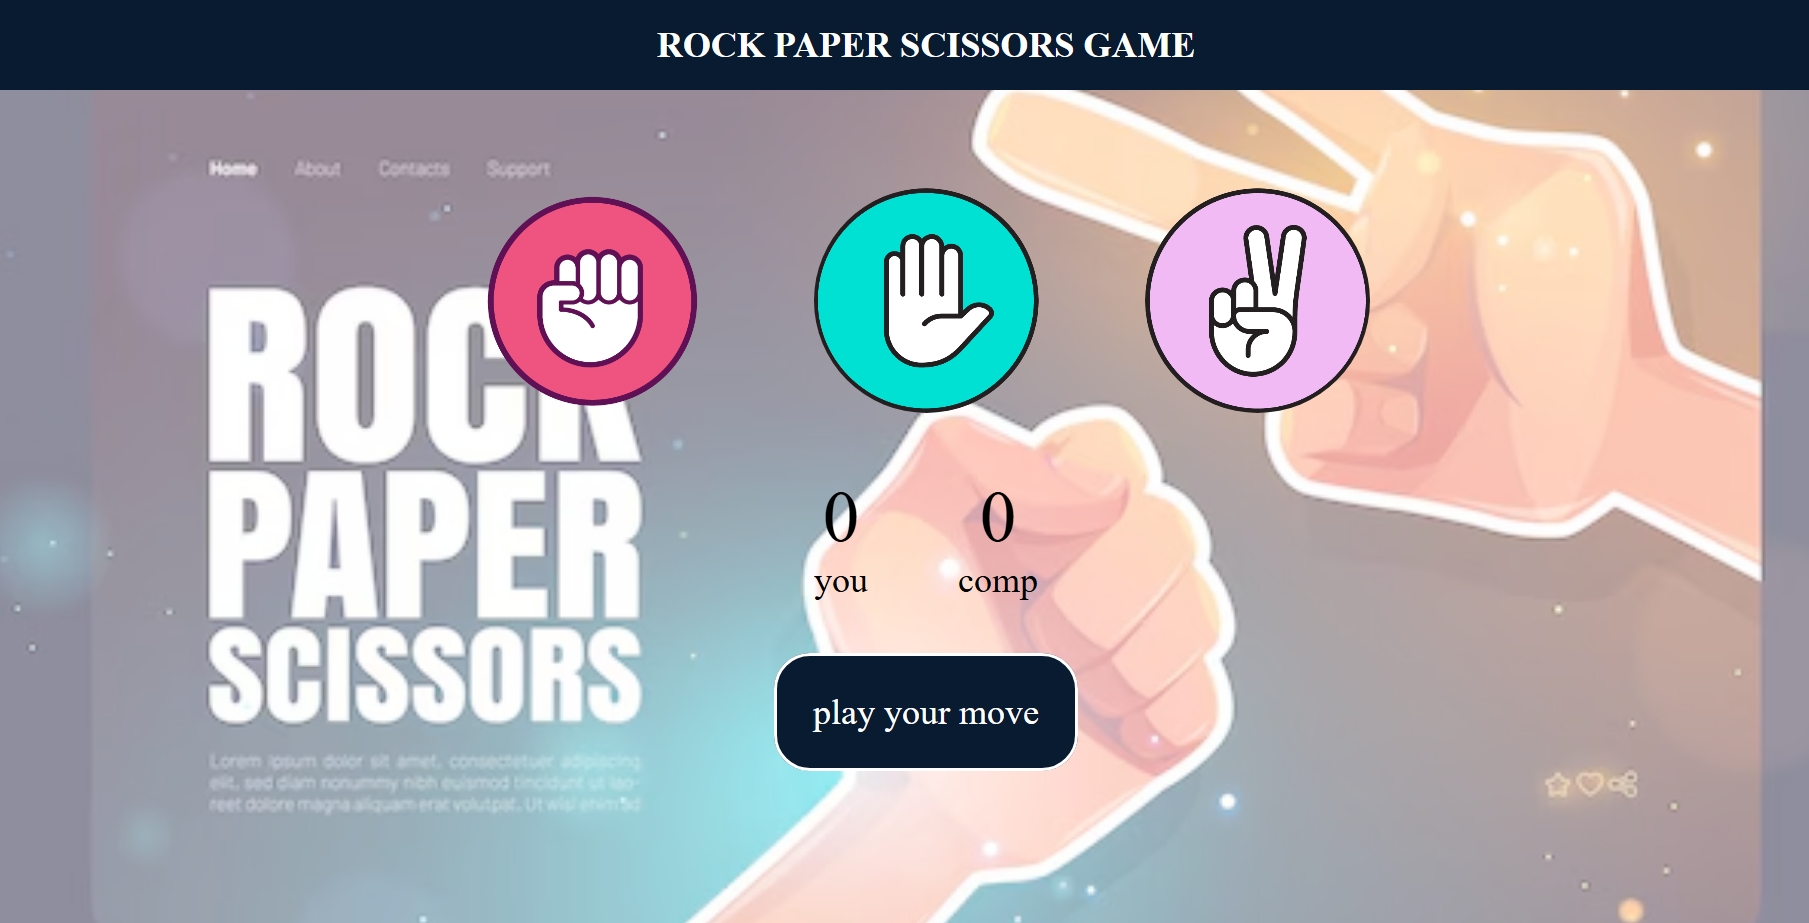 ROCK PAPER SCISSORS GAME
Home About Contacts Support
ROCK
PAPER
SCISSORS
0 0
you comp
play your move
Lorem ipsum dolor sit amet, consectetuer adipiscing
elit, sed diam nonummy nibh euismod tincidunt ut lao-
reet dolore magna aliquam erat volutpat. Ut wisi enim ad